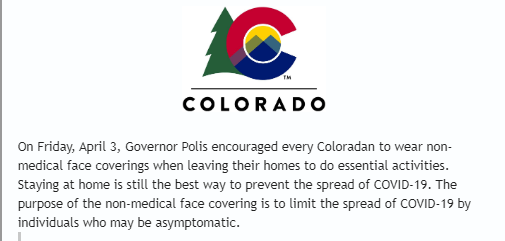 TM
COLORADO
On Friday, April 3, Governor Polis encouraged every Coloradan to wear non-
medical face coverings when leaving their homes to do essential activities.
Staying at home is still the best way to prevent the spread of COVID-19. The
purpose of the non-medical face covering is to limit the spread of COVID-19 by
individuals who may be asymptomatic.